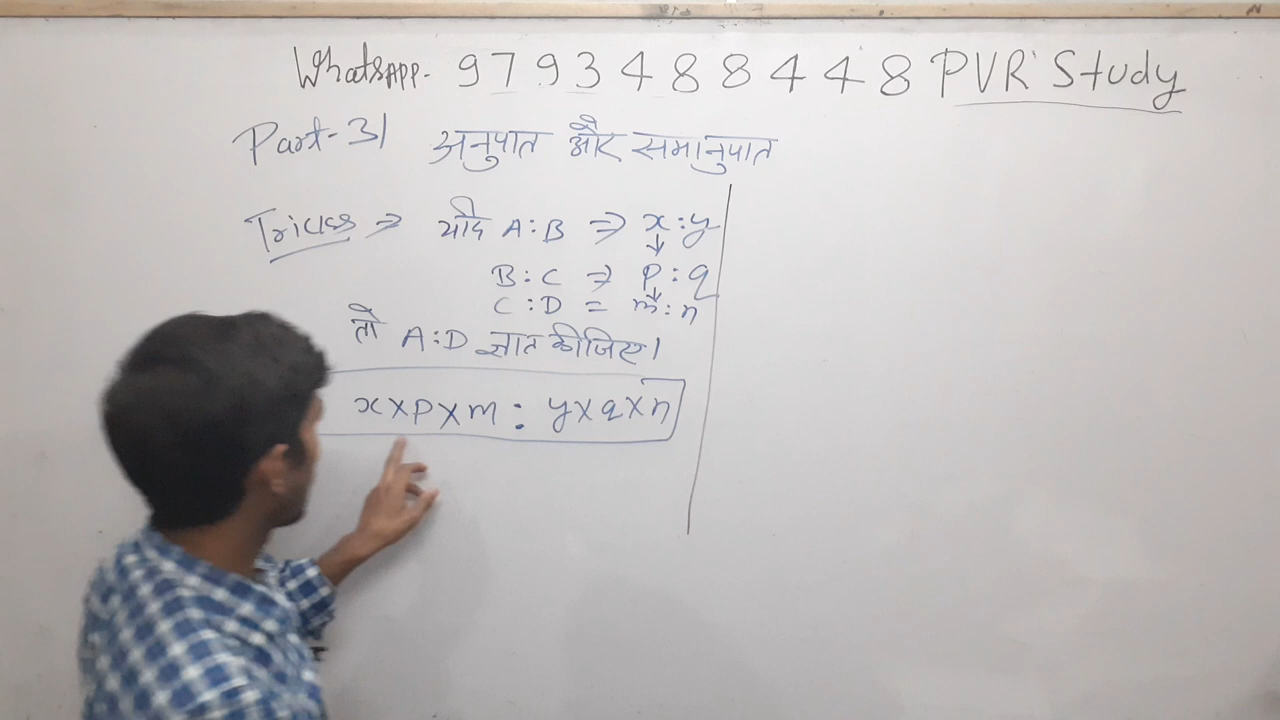 WhatsAPP- 9793488448 PVR Study
Part-31 अनुपात और समानुपात
Tricks ⇒ यदि A:B ⇒ x:y
B:C ⇒ P:q
C:D = m:n
तो A:D ज्ञात कीजिए।
x×p×m : y×q×n